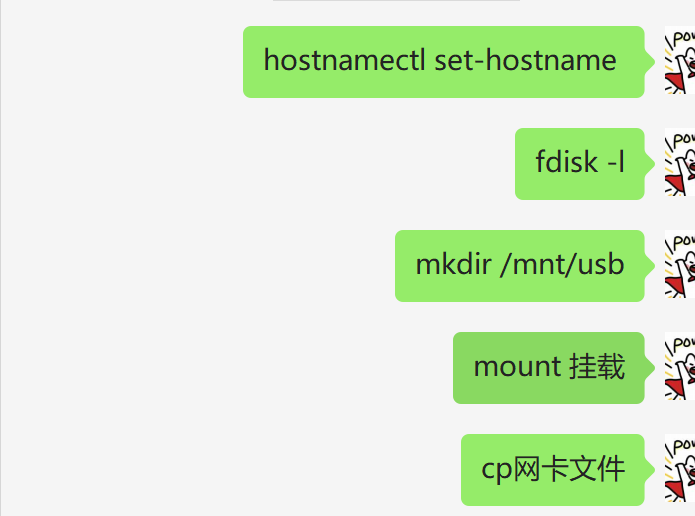 hostnamectl set-hostname
fdisk -l
mkdir /mnt/usb
mount 挂载
cp网卡文件